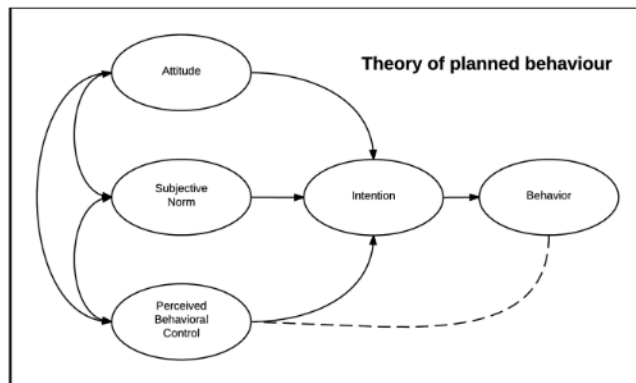 Theory of planned behaviour
Attitude
Subjective
Norm
Intention
Behavior
Perceived
Behavioral
Control